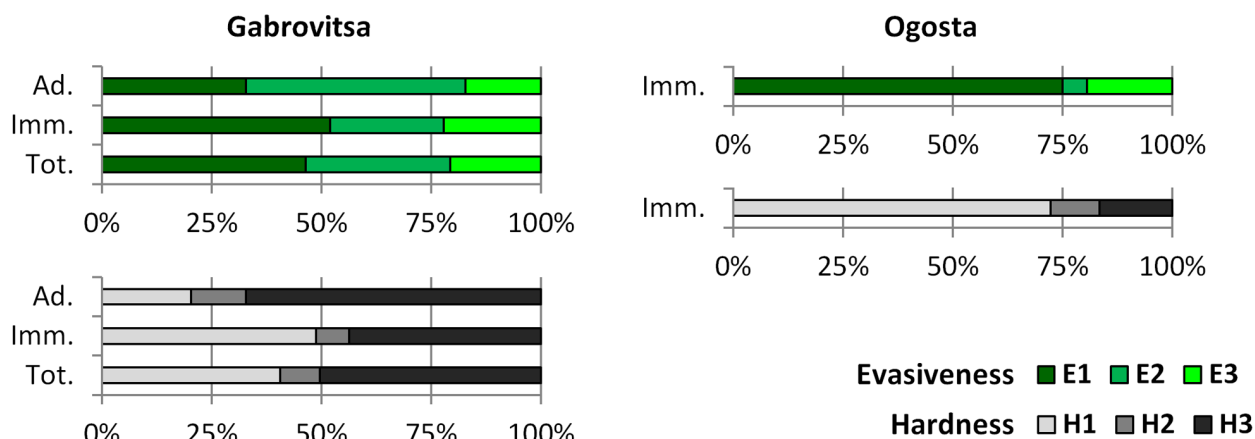 Gabrovitsa
Ad.
Imm.
Tot.
0% 25% 50% 75% 100%
Ad.
Imm.
Tot.
0% 25% 50% 75% 100%
Ogosta
Imm.
0% 25% 50% 75% 100%
Imm.
0% 25% 50% 75% 100%
Evasiveness E1 E2 E3
Hardness H1 H2 H3